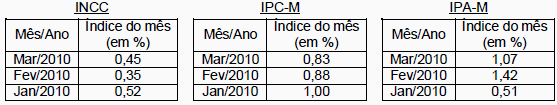 INCC IPC-M IPA-M
Mês/Ano Índice do mês (em %) Mês/Ano Índice do mês (em %) Mês/Ano Índice do mês (em %)
Mar/2010 0,45 Mar/2010 0,83 Mar/2010 1,07
Fev/2010 0,35 Fev/2010 0,88 Fev/2010 1,42
Jan/2010 0,52 Jan/2010 1,00 Jan/2010 0,51